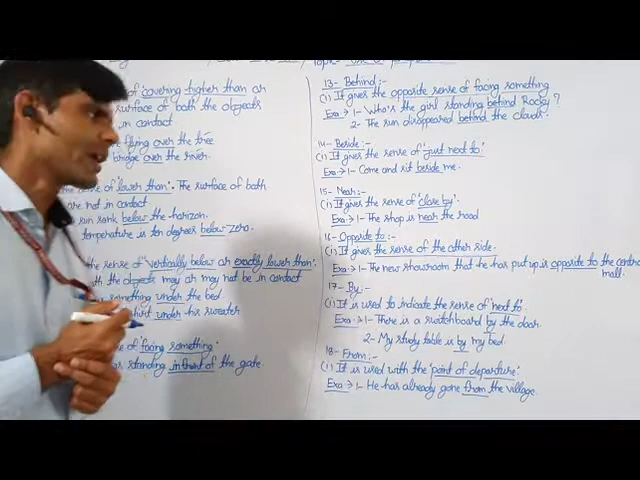 of 'covering higher than or
surface of both the objects
in contact
flying over the tree
bridge over the river.
sense of 'lower than'. The surface of both
are not in contact.
sun sank below the horizon.
temperature is ten degrees below zero.
the sense of 'vertically below or exactly lower than'.
the objects may or may not be in contact
something under the bed
shirt under his sweater
of 'facing something'
standing in front of the gate.
13- Behind:-
(i) It gives the opposite sense of facing something
Exa → 1- Who's the girl standing behind Rocky?
2- The sun disappeared behind the clouds.
14- Beside:-
(i) It gives the sense of 'just next to'.
Exa → 1- Come and sit beside me.
15- Near:-
(i) It gives the sense of 'close by'.
Exa → 1- The shop is near the road
16- Opposite to:-
(i) It gives the sense of the other side.
Exa → 1- The new showroom that he has put up is opposite to the central
mall.
17- By:-
(i) It is used to indicate the sense of 'next to'.
Exa → 1- There is a switchboard by the door.
2- My study table is by my bed.
18- From:-
(i) It is used with the 'point of departure'.
Exa → 1- He has already gone from the village.